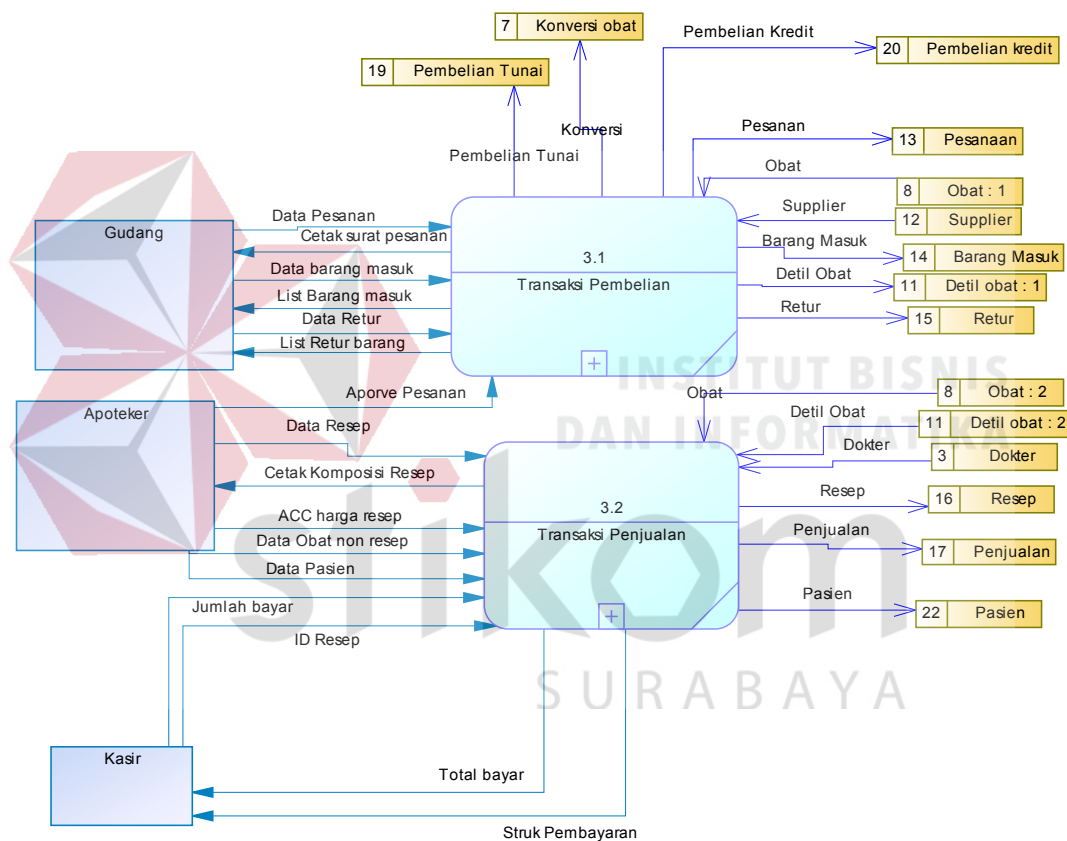 7 Konversi obat
Pembelian Kredit
20 Pembelian kredit
19 Pembelian Tunai
Konversi
Pesanan
13 Pesanaan
Pembelian Tunai
Obat
8 Obat : 1
Data Pesanan
Supplier
12 Supplier
Gudang
Cetak surat pesanan
3.1
Barang Masuk
14 Barang Masuk
Data barang masuk
Transaksi Pembelian
Detil Obat
11 Detil obat : 1
List Barang masuk
Retur
15 Retur
Data Retur
List Retur barang
INSTITUT BISNIS
Aporve Pesanan
Obat
8 Obat : 2
Apoteker
Detil Obat
11 Detil obat : 2
Data Resep
DAN INFORMATIKA
Dokter
3 Dokter
Cetak Komposisi Resep
Resep
16 Resep
3.2
ACC harga resep
Transaksi Penjualan
Penjualan
17 Penjualan
Data Obat non resep
Data Pasien
Pasien
22 Pasien
Jumlah bayar
stikom
ID Resep
SURABAYA
Kasir
Total bayar
Struk Pembayaran